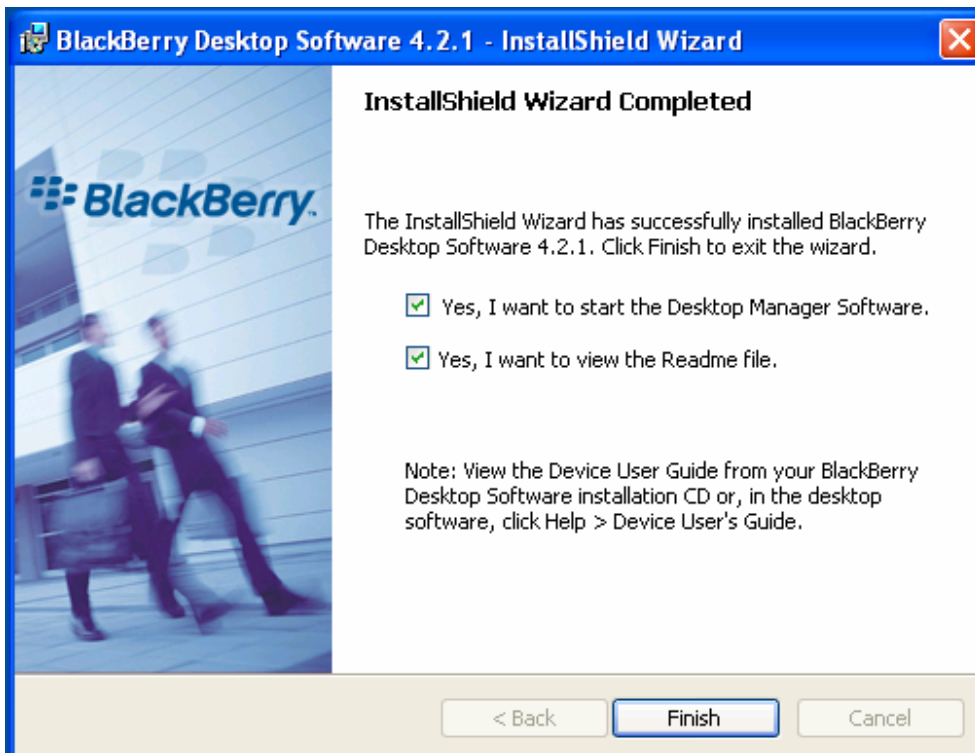 BlackBerry Desktop Software 4.2.1 - InstallShield Wizard
InstallShield Wizard Completed
BlackBerry
The InstallShield Wizard has successfully installed BlackBerry
Desktop Software 4.2.1. Click Finish to exit the wizard.
Yes, I want to start the Desktop Manager Software.
Yes, I want to view the Readme file.
Note: View the Device User Guide from your BlackBerry
Desktop Software installation CD or, in the desktop
software, click Help > Device User's Guide.
< Back Finish Cancel